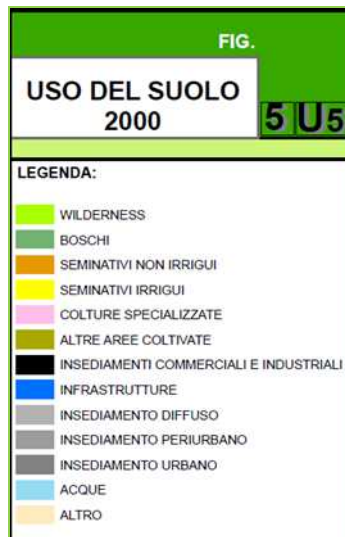 FIG.
USO DEL SUOLO
2000
5 U 5
LEGENDA:
WILDERNESS
BOSCHI
SEMINATIVI NON IRRIGUI
SEMINATIVI IRRIGUI
COLTURE SPECIALIZZATE
ALTRE AREE COLTIVATE
INSEDIAMENTI COMMERCIALI E INDUSTRIALI
INFRASTRUTTURE
INSEDIAMENTO DIFFUSO
INSEDIAMENTO PERIURBANO
INSEDIAMENTO URBANO
ACQUE
ALTRO